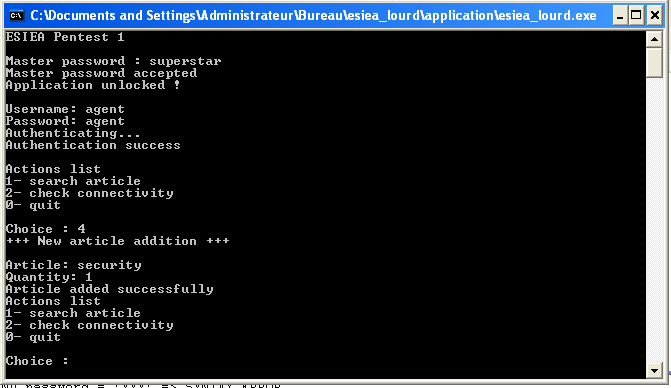 C:\Documents and Settings\Administrateur\Bureau\esiea_lourd\application\esiea_lourd.exe
ESIEA Pentest 1
Master password : superstar
Master password accepted
Application unlocked !
Username: agent
Password: agent
Authenticating...
Authentication success
Actions list
1- search article
2- check connectivity
0- quit
Choice : 4
+++ New article addition +++
Article: security
Quantity: 1
Article added successfully
Actions list
1- search article
2- check connectivity
0- quit
Choice :
password =